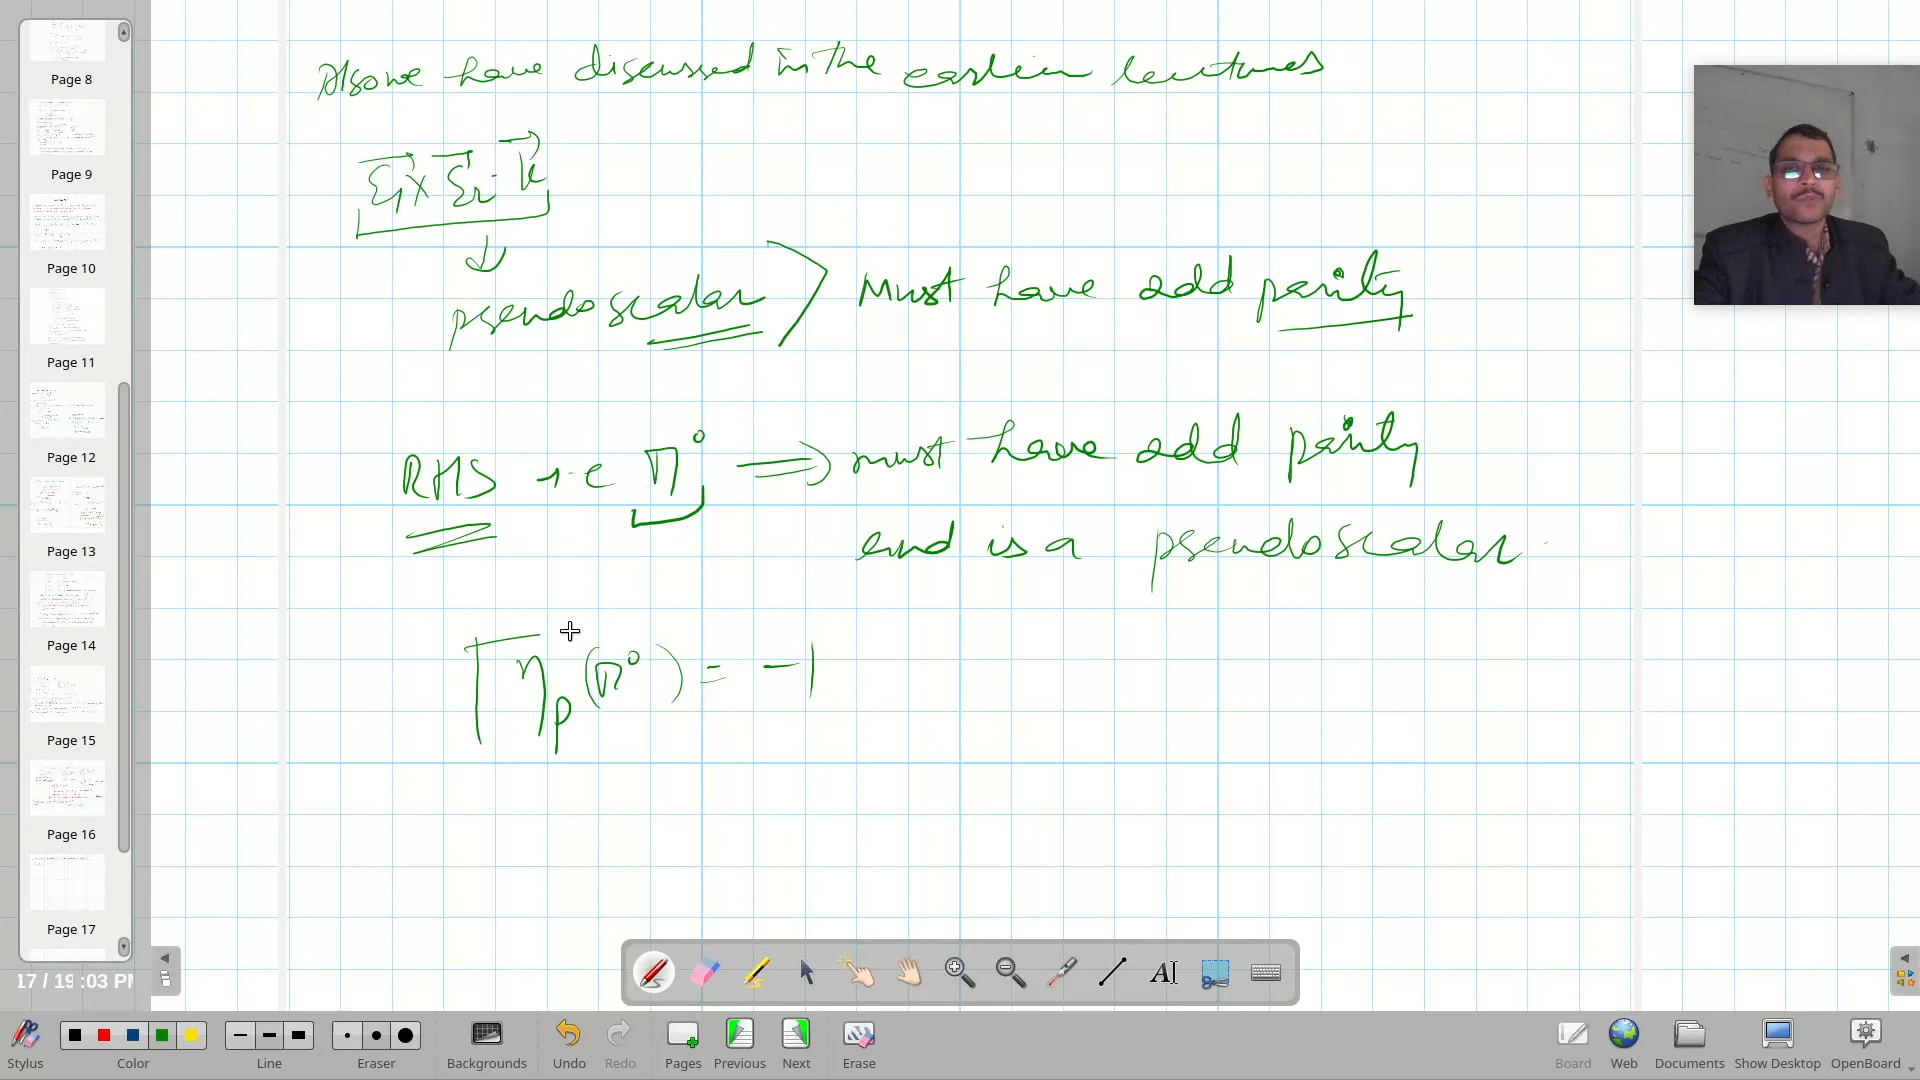 Also we have discussed in the earlier lectures
Page 8
ε⃗₁ × ε⃗₂ · k⃗
Page 9
Page 10
pseudoscalar } Must have odd parity
Page 11
Page 12
RHS i.e π⁰ ⇒ must have odd parity
Page 13
and is a pseudoscalar
Page 14
ηₚ(π⁰) = -1
Page 15
Page 16
Page 17
17 / 19
:03 PM
Stylus
Color
Line
Eraser
Backgrounds
Undo
Redo
Pages
Previous
Next
Erase
Board
Web
Documents
Show Desktop
OpenBoard